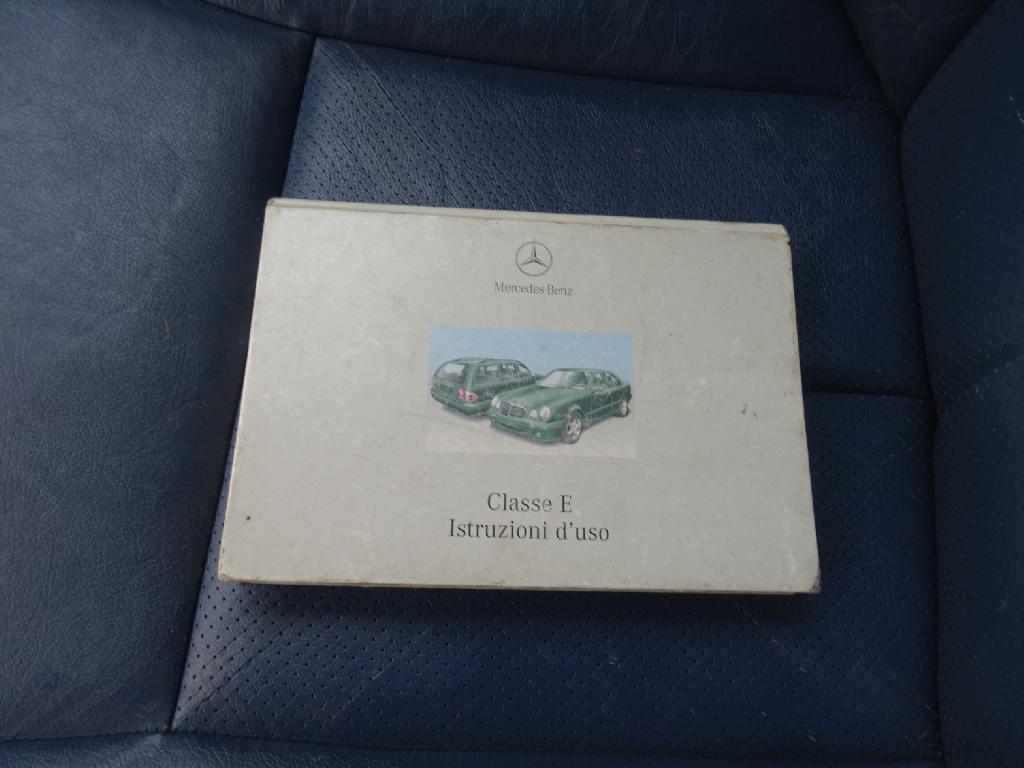 Mercedes-Benz
Classe E
Istruzioni d'uso